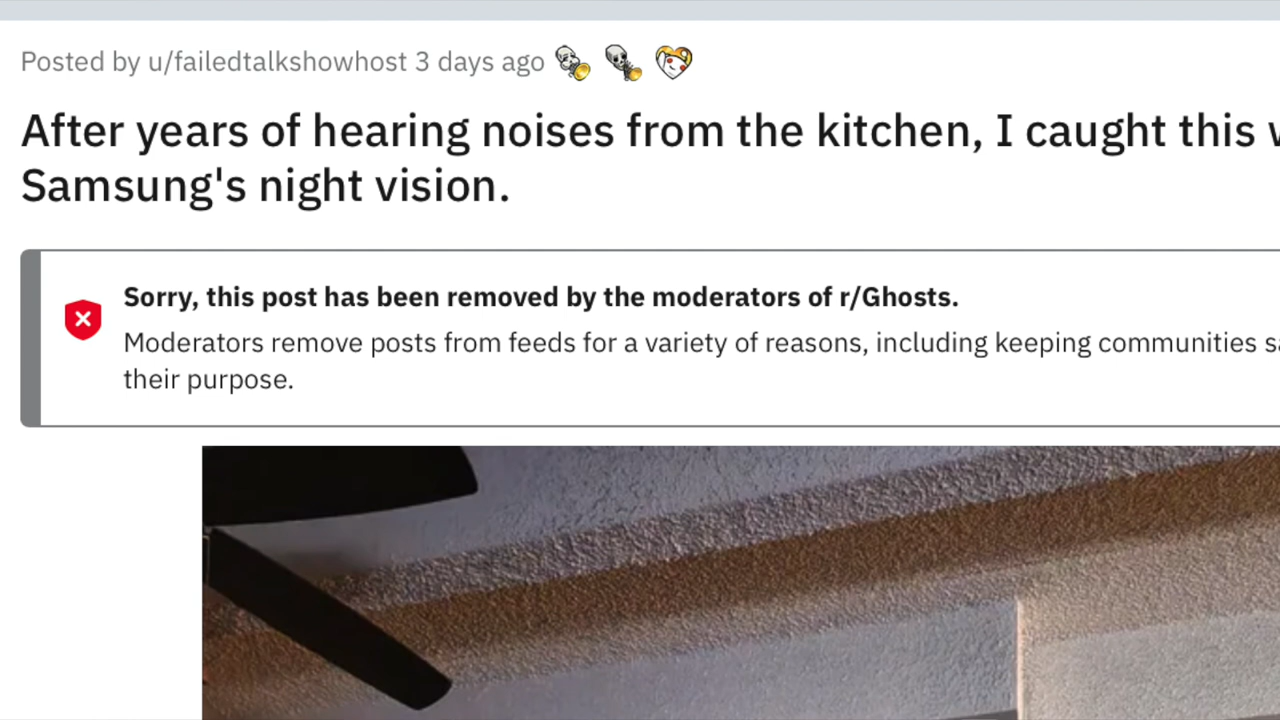 Posted by u/failedtalkshowhost 3 days ago
After years of hearing noises from the kitchen, I caught this
Samsung's night vision.
Sorry, this post has been removed by the moderators of r/Ghosts.
Moderators remove posts from feeds for a variety of reasons, including keeping communities
their purpose.